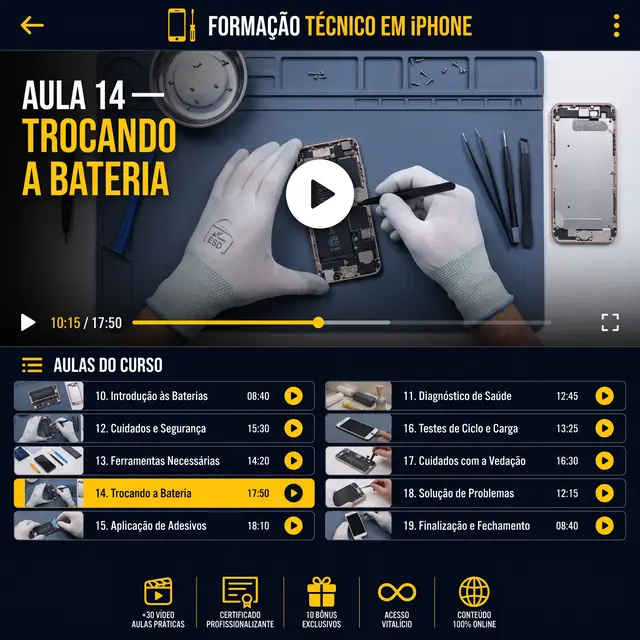 FORMAÇÃO TÉCNICO EM iPHONE
AULA 14 —
TROCANDO
A BATERIA
ESD
10:15 / 17:50
AULAS DO CURSO
10. Introdução às Baterias 08:40
11. Diagnóstico de Saúde 12:45
12. Cuidados e Segurança 15:30
16. Testes de Ciclo e Carga 13:25
13. Ferramentas Necessárias 14:20
17. Cuidados com a Vedação 16:30
14. Trocando a Bateria 17:50
18. Solução de Problemas 12:15
15. Aplicação de Adesivos 18:10
19. Finalização e Fechamento 08:40
+30 VÍDEO
AULAS PRÁTICAS
CERTIFICADO
PROFISSIONALIZANTE
10 BÔNUS
EXCLUSIVOS
ACESSO
VITALÍCIO
CONTEÚDO
100% ONLINE